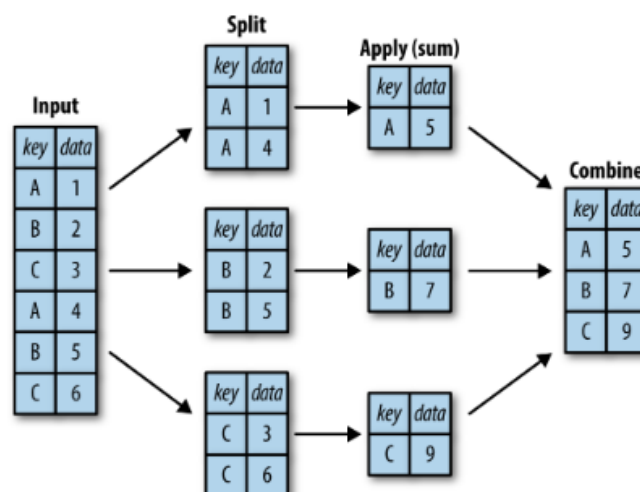 Input
key data
A 1
B 2
C 3
A 4
B 5
C 6
Split
key data
A 1
A 4
key data
B 2
B 5
key data
C 3
C 6
Apply (sum)
key data
A 5
key data
B 7
key data
C 9
Combine
key data
A 5
B 7
C 9